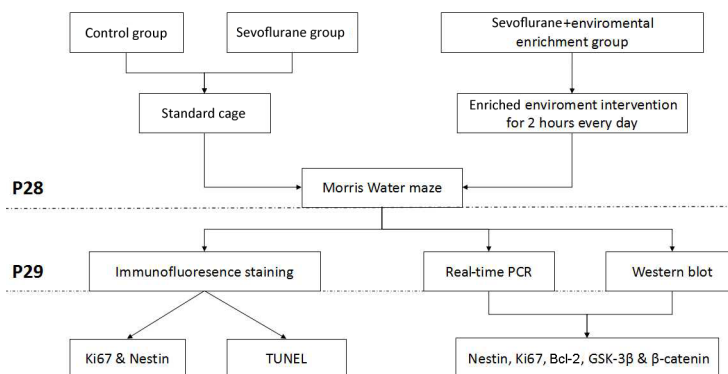 Control group
Sevoflurane group
Sevoflurane+enviromental
enrichment group
Standard cage
Enriched enviroment intervention
for 2 hours every day
P28
Morris Water maze
P29
Immunofluoresence staining
Real-time PCR
Western blot
Ki67 & Nestin
TUNEL
Nestin, Ki67, Bcl-2, GSK-3β & β-catenin